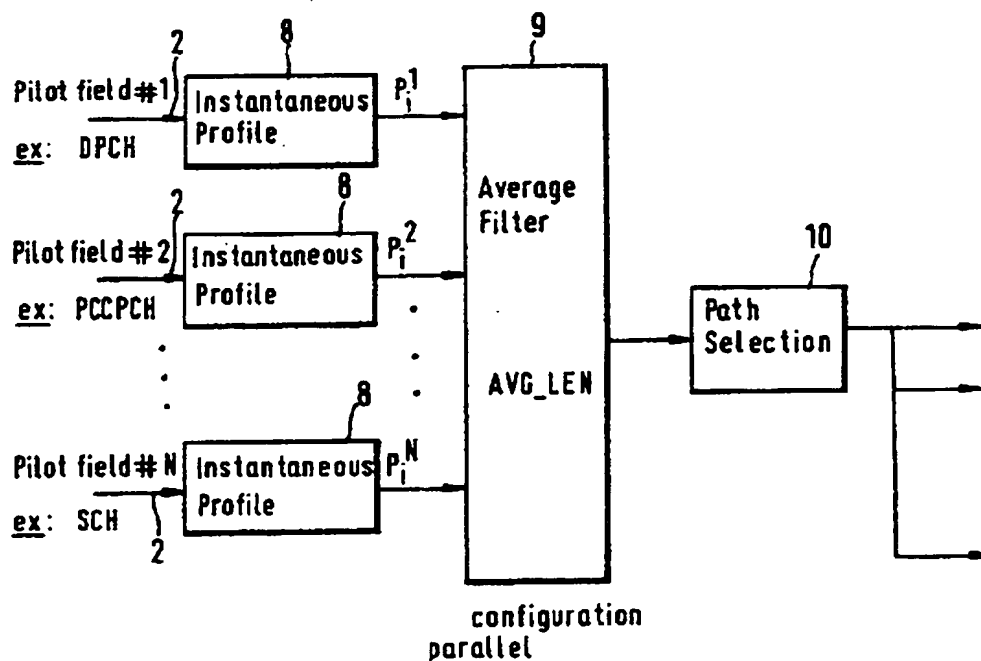 8
9
2
Pilot field #1
Instantaneous
Profile
P_i^1
ex: DPCH
8
2
Average
Filter
Pilot field #2
Instantaneous
Profile
P_i^2
10
ex: PCCPCH
Path
Selection
AVG_LEN
8
Pilot field # N
Instantaneous
Profile
P_i^N
ex: SCH
2
configuration
parallel